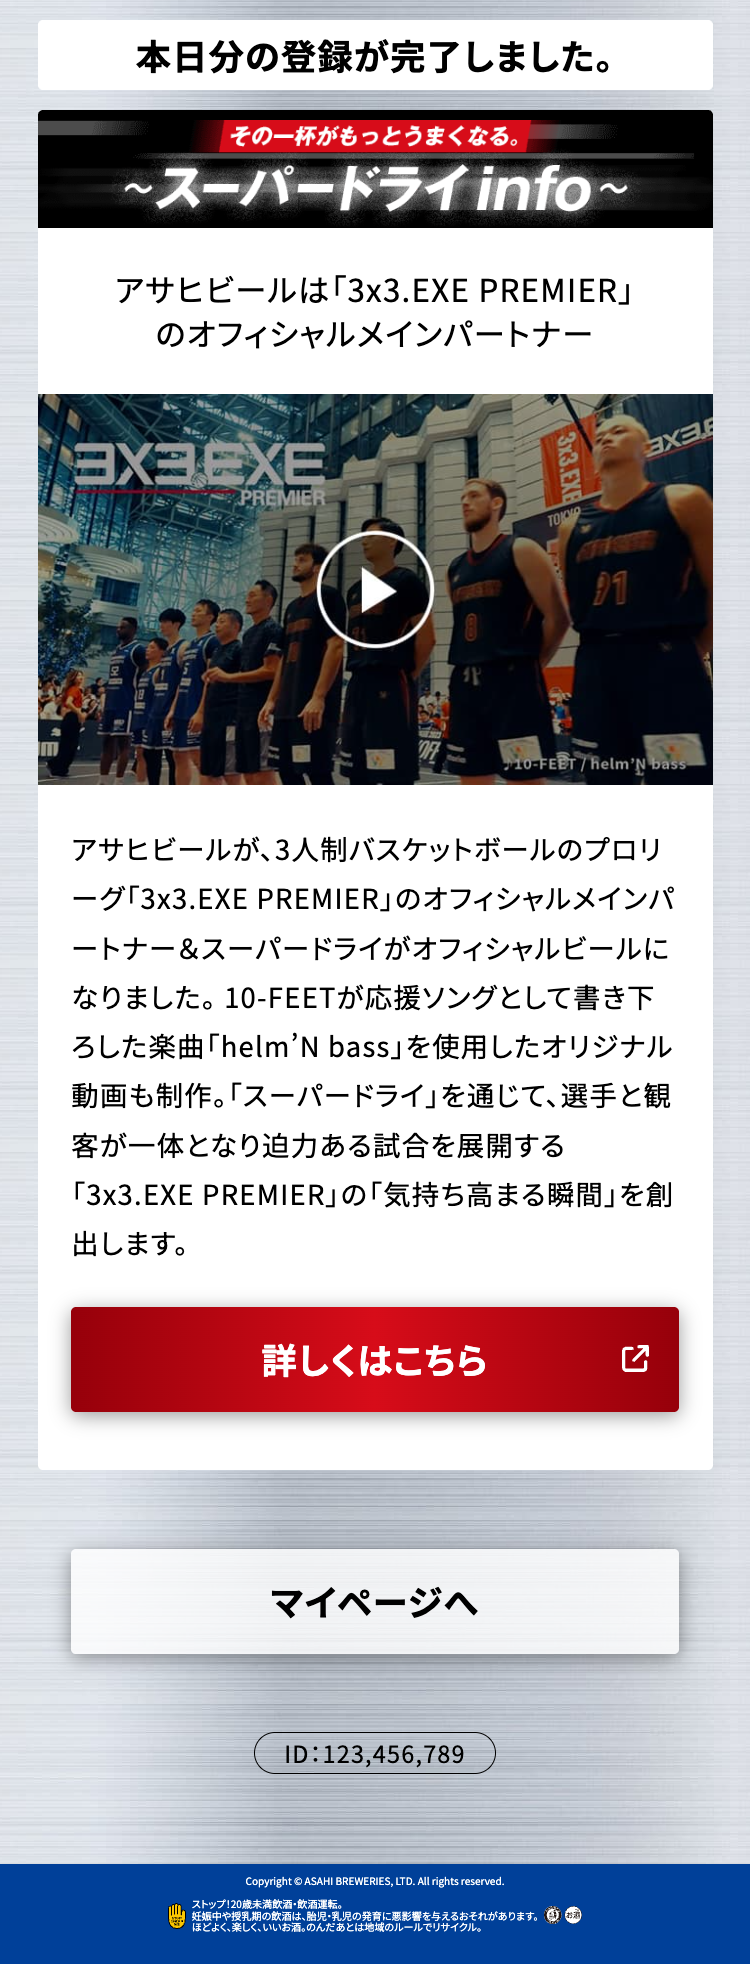 本日分の登録が完了しました。
その一杯がもっとうまくなる。
~スーパードライinfo~
アサヒビールは「3x3.EXE PREMIER」
のオフィシャルメインパートナー
3X3.EXE
PREMIER
3x3.EXE
TOKYO
3X3.E
8
91
♪10-FEET / helm'N bass
アサヒビールが、3人制バスケットボールのプロリ
ーグ「3x3.EXE PREMIER」のオフィシャルメインパ
ートナー&スーパードライがオフィシャルビールに
なりました。10-FEETが応援ソングとして書き下
ろした楽曲「helm’N bass」を使用したオリジナル
動画も制作。「スーパードライ」を通じて、選手と観
客が一体となり迫力ある試合を展開する
「3x3.EXE PREMIER」の「気持ち高まる瞬間」を創
出します。
詳しくはこちら
マイページへ
ID：123,456,789
Copyright © ASAHI BREWERIES, LTD. All rights reserved.
ストップ!20歳未満飲酒・飲酒運転。
妊娠中や授乳期の飲酒は、胎児・乳児の発育に悪影響を与えるおそれがあります。
お酒
ほどよく、楽しく、いいお酒。のんだあとは地域のルールでリサイクル。